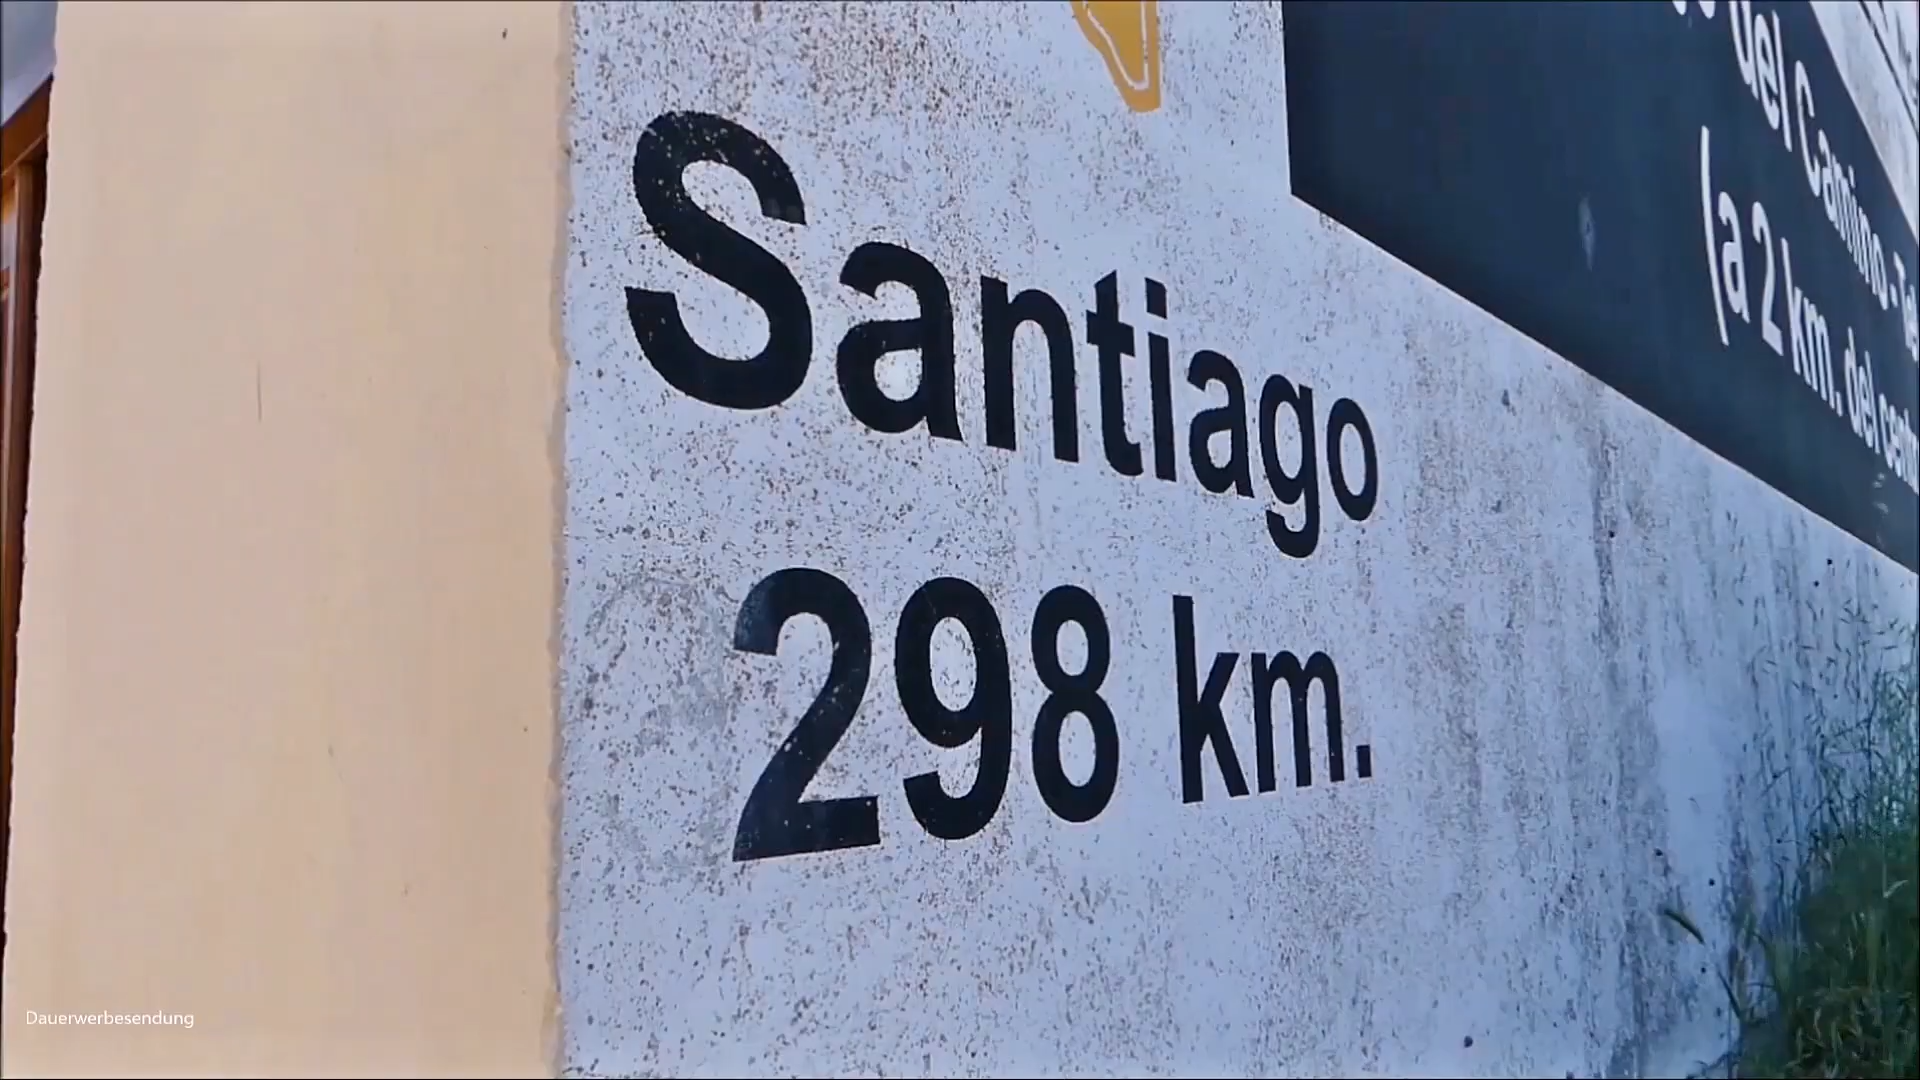 Santiago
298 km.
del Camino -
(a 2 km. del
Dauerwerbesendung